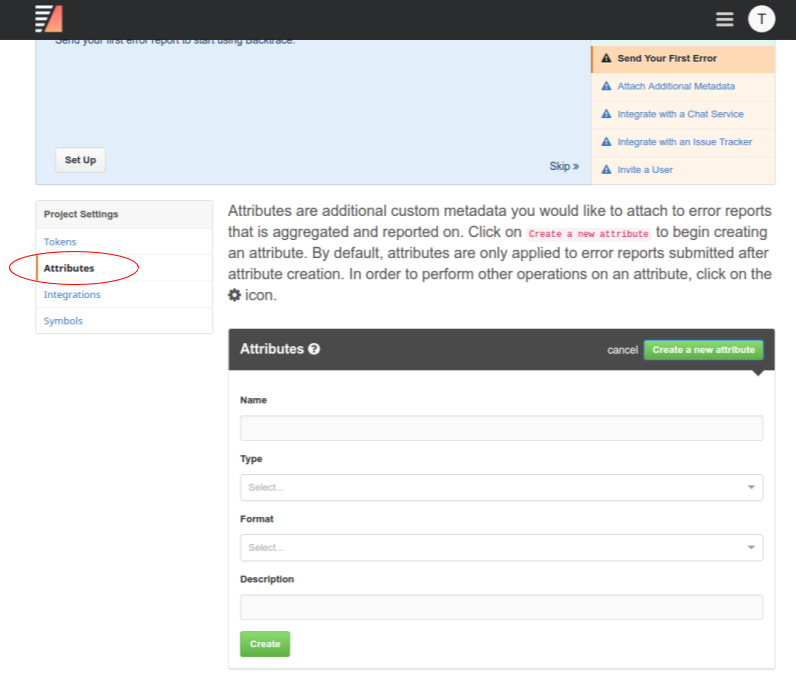 T
Send your first error report to start using Backtrace.
Send Your First Error
Attach Additional Metadata
Integrate with a Chat Service
Integrate with an Issue Tracker
Invite a User
Set Up
Skip »
Project Settings
Tokens
Attributes
Integrations
Symbols
Attributes are additional custom metadata you would like to attach to error reports
that is aggregated and reported on. Click on Create a new attribute to begin creating
an attribute. By default, attributes are only applied to error reports submitted after
attribute creation. In order to perform other operations on an attribute, click on the
icon.
Attributes
cancel Create a new attribute
Name
Type
Select...
Format
Select...
Description
Create